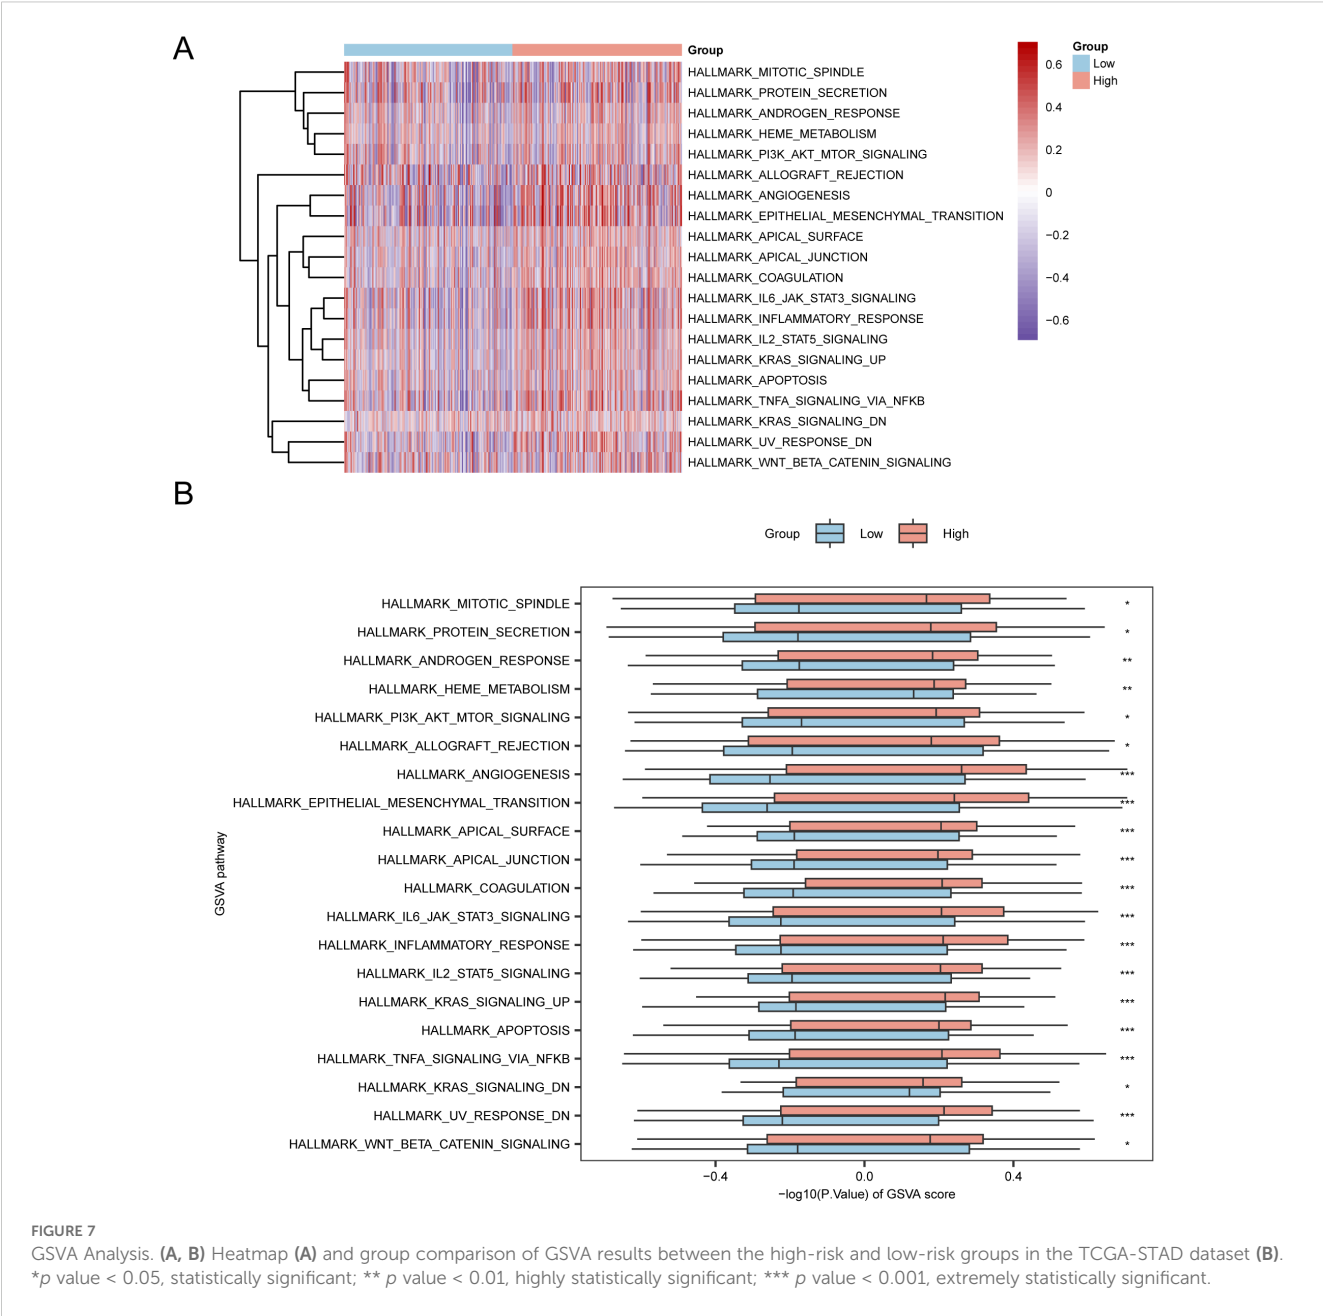 A
Group
HALLMARK_MITOTIC_SPINDLE
HALLMARK_PROTEIN_SECRETION
HALLMARK_ANDROGEN_RESPONSE
HALLMARK_HEME_METABOLISM
HALLMARK_PI3K_AKT_MTOR_SIGNALING
HALLMARK_ALLOGRAFT_REJECTION
HALLMARK_ANGIOGENESIS
HALLMARK_EPITHELIAL_MESENCHYMAL_TRANSITION
HALLMARK_APICAL_SURFACE
HALLMARK_APICAL_JUNCTION
HALLMARK_COAGULATION
HALLMARK_IL6_JAK_STAT3_SIGNALING
HALLMARK_INFLAMMATORY_RESPONSE
HALLMARK_IL2_STAT5_SIGNALING
HALLMARK_KRAS_SIGNALING_UP
HALLMARK_APOPTOSIS
HALLMARK_TNFA_SIGNALING_VIA_NFKB
HALLMARK_KRAS_SIGNALING_DN
HALLMARK_UV_RESPONSE_DN
HALLMARK_WNT_BETA_CATENIN_SIGNALING
0.6
0.4
0.2
0
−0.2
−0.4
−0.6
Group
Low
High
B
Group Low High
HALLMARK_MITOTIC_SPINDLE *
HALLMARK_PROTEIN_SECRETION *
HALLMARK_ANDROGEN_RESPONSE **
HALLMARK_HEME_METABOLISM **
HALLMARK_PI3K_AKT_MTOR_SIGNALING *
HALLMARK_ALLOGRAFT_REJECTION *
HALLMARK_ANGIOGENESIS ***
HALLMARK_EPITHELIAL_MESENCHYMAL_TRANSITION ***
HALLMARK_APICAL_SURFACE ***
HALLMARK_APICAL_JUNCTION ***
HALLMARK_COAGULATION ***
HALLMARK_IL6_JAK_STAT3_SIGNALING ***
HALLMARK_INFLAMMATORY_RESPONSE ***
HALLMARK_IL2_STAT5_SIGNALING ***
HALLMARK_KRAS_SIGNALING_UP ***
HALLMARK_APOPTOSIS ***
HALLMARK_TNFA_SIGNALING_VIA_NFKB ***
HALLMARK_KRAS_SIGNALING_DN *
HALLMARK_UV_RESPONSE_DN ***
HALLMARK_WNT_BETA_CATENIN_SIGNALING *
GSVA pathway
−0.4 0.0 0.4
−log10(P.Value) of GSVA score
FIGURE 7
GSVA Analysis. (A, B) Heatmap (A) and group comparison of GSVA results between the high-risk and low-risk groups in the TCGA-STAD dataset (B).
*p value < 0.05, statistically significant; ** p value < 0.01, highly statistically significant; *** p value < 0.001, extremely statistically significant.